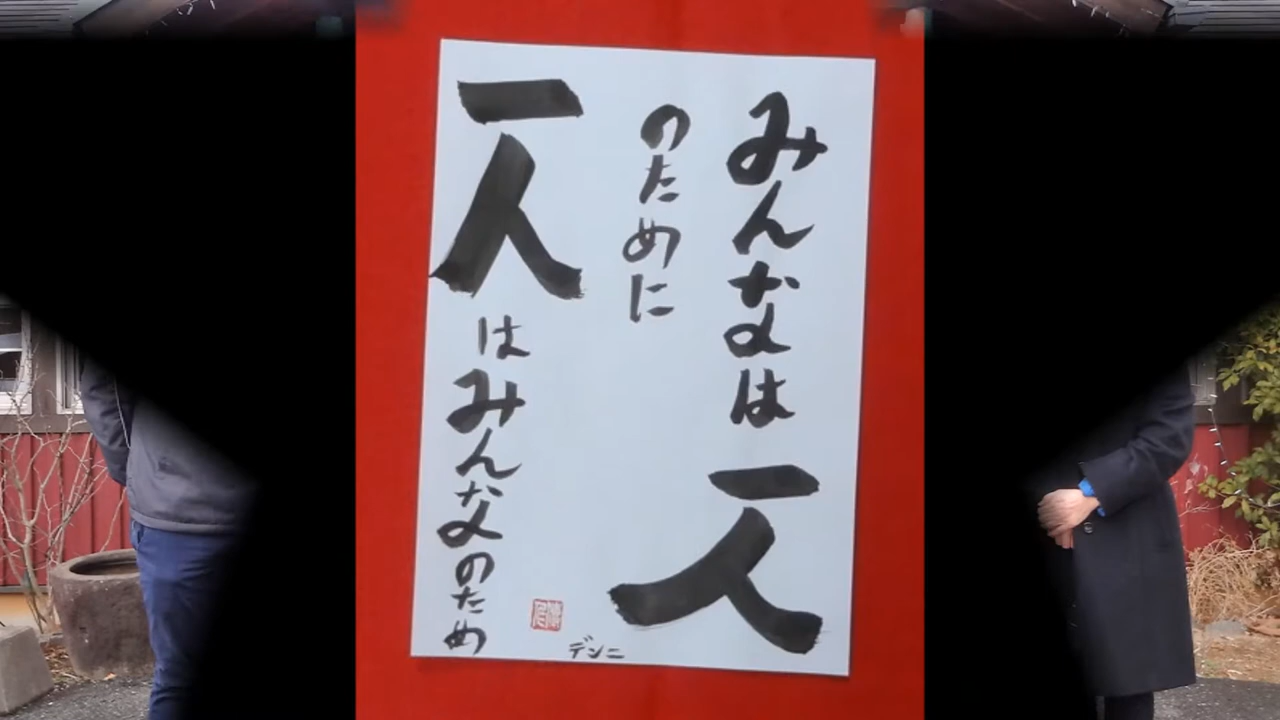 みんなは一人
のために
一人はみんなのため
デンニ